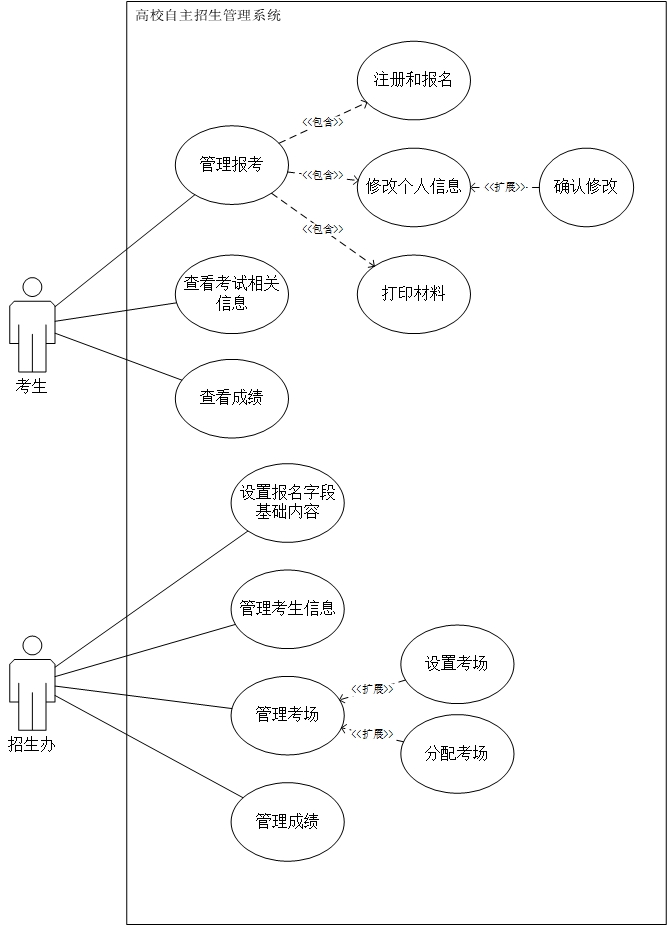 高校自主招生管理系统
注册和报名
<<包含>>
管理报考
<<包含>>
修改个人信息
<<扩展>>
确认修改
<<包含>>
查看考试相关
信息
打印材料
考生
查看成绩
设置报名字段
基础内容
管理考生信息
设置考场
<<扩展>>
管理考场
<<扩展>>
招生办
分配考场
管理成绩